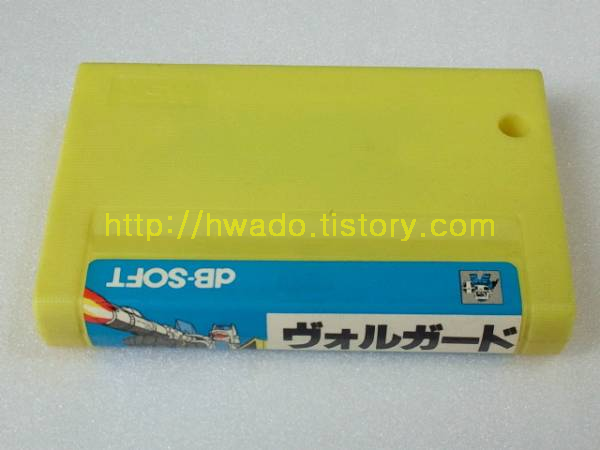 http://hwado.tistory.com
dB-SOFT
ヴォルガード